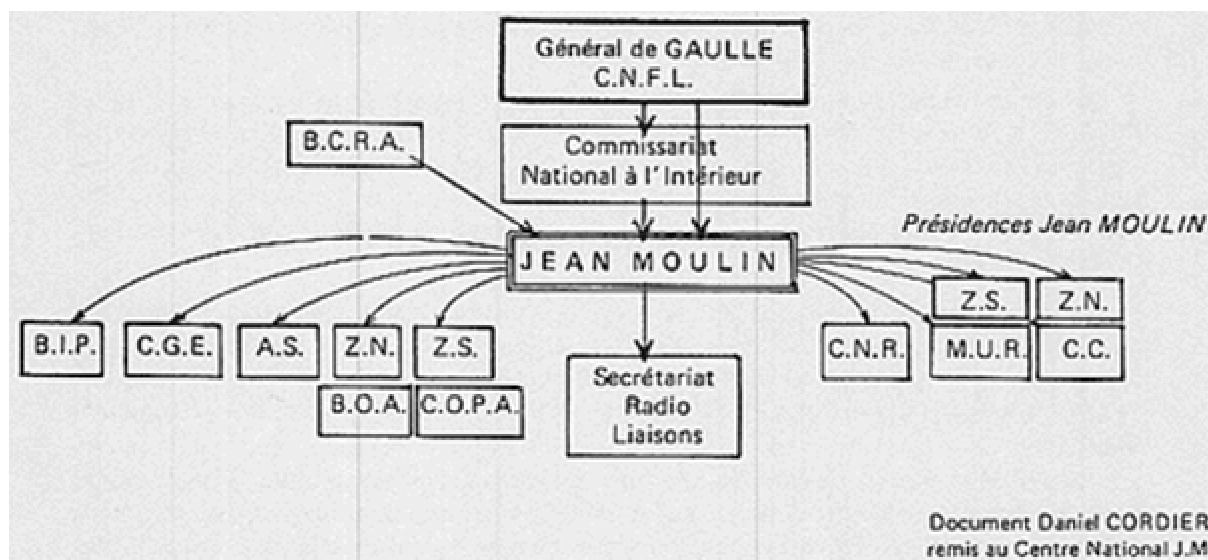 Général de GAULLE
C.N.F.L.
B.C.R.A.
Commissariat
National à l'Intérieur
Présidences Jean MOULIN
JEAN MOULIN
Z.S.
Z.N.
B.I.P.
C.G.E.
A.S.
Z.N.
Z.S.
C.N.R.
M.U.R.
C.C.
B.O.A.
C.O.P.A.
Secrétariat
Radio
Liaisons
Document Daniel CORDIER
remis au Centre National J.M